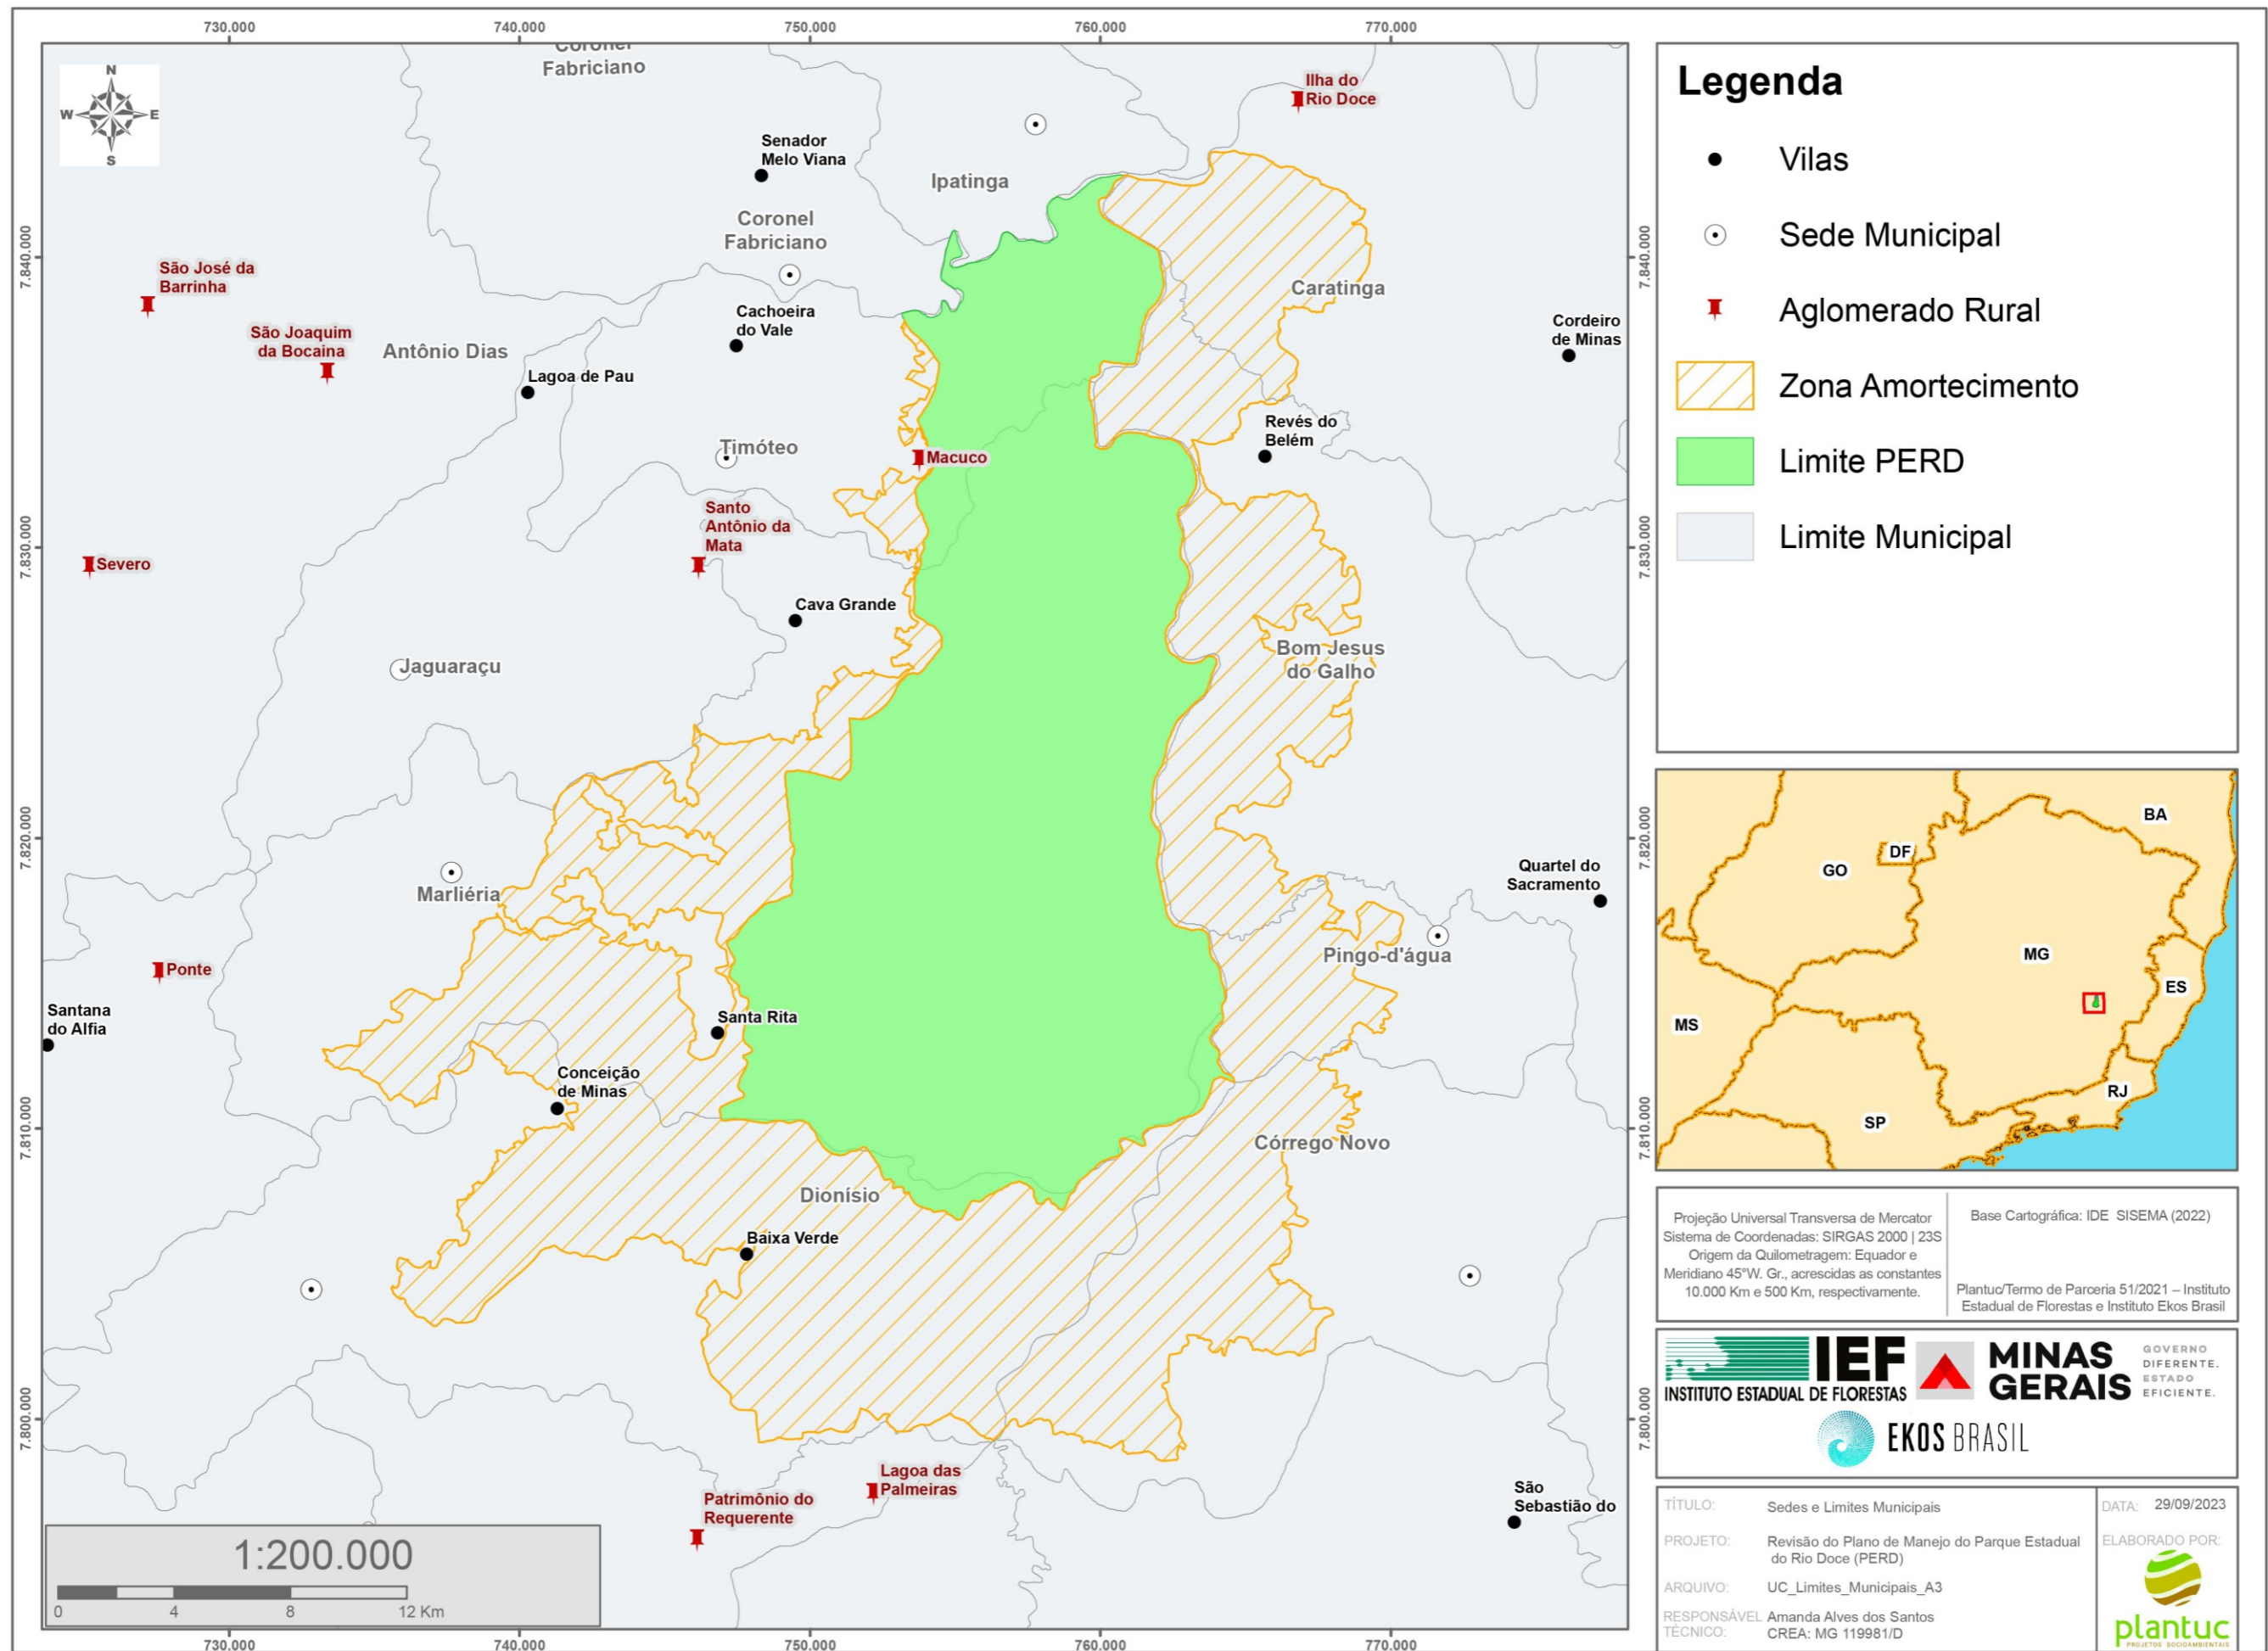 730.000
740.000
750.000
760.000
770.000
N
W
E
S
Coronel
Fabriciano
Ilha do
Rio Doce
Senador
Melo Viana
Ipatinga
Coronel
Fabriciano
7.840.000
7.840.000
São José da
Barrinha
Caratinga
Cachoeira
do Vale
Cordeiro
de Minas
São Joaquim
da Bocaina
Antônio Dias
Lagoa de Pau
Revés do
Belém
Timóteo
Macuco
Santo
Antônio da
Mata
7.830.000
7.830.000
Severo
Cava Grande
Bom Jesus
do Galho
Jaguaraçu
7.820.000
7.820.000
Quartel do
Sacramento
Marliéria
Pingo-d'água
Ponte
Santana
do Alfia
Santa Rita
Conceição
de Minas
7.810.000
7.810.000
Córrego Novo
Dionísio
Baixa Verde
7.800.000
7.800.000
Lagoa das
Palmeiras
Patrimônio do
Requerente
São
Sebastião do
1:200.000
0
4
8
12 Km
730.000
740.000
750.000
760.000
770.000
Legenda
Vilas
Sede Municipal
Aglomerado Rural
Zona Amortecimento
Limite PERD
Limite Municipal
BA
DF
GO
MG
ES
MS
RJ
SP
Projeção Universal Transversa de Mercator
Sistema de Coordenadas: SIRGAS 2000 | 23S
Origem da Quilometragem: Equador e
Meridiano 45°W. Gr., acrescidas as constantes
10.000 Km e 500 Km, respectivamente.
Base Cartográfica: IDE SISEMA (2022)
Plantuc/Termo de Parceria 51/2021 – Instituto
Estadual de Florestas e Instituto Ekos Brasil
IEF
INSTITUTO ESTADUAL DE FLORESTAS
MINAS
GERAIS
GOVERNO
DIFERENTE.
ESTADO
EFICIENTE.
EKOS BRASIL
TÍTULO: Sedes e Limites Municipais
DATA: 29/09/2023
PROJETO: Revisão do Plano de Manejo do Parque Estadual
do Rio Doce (PERD)
ELABORADO POR:
ARQUIVO: UC_Limites_Municipais_A3
RESPONSÁVEL Amanda Alves dos Santos
TÉCNICO: CREA: MG 119981/D
plantuc
PROJETOS SOCIOAMBIENTAIS